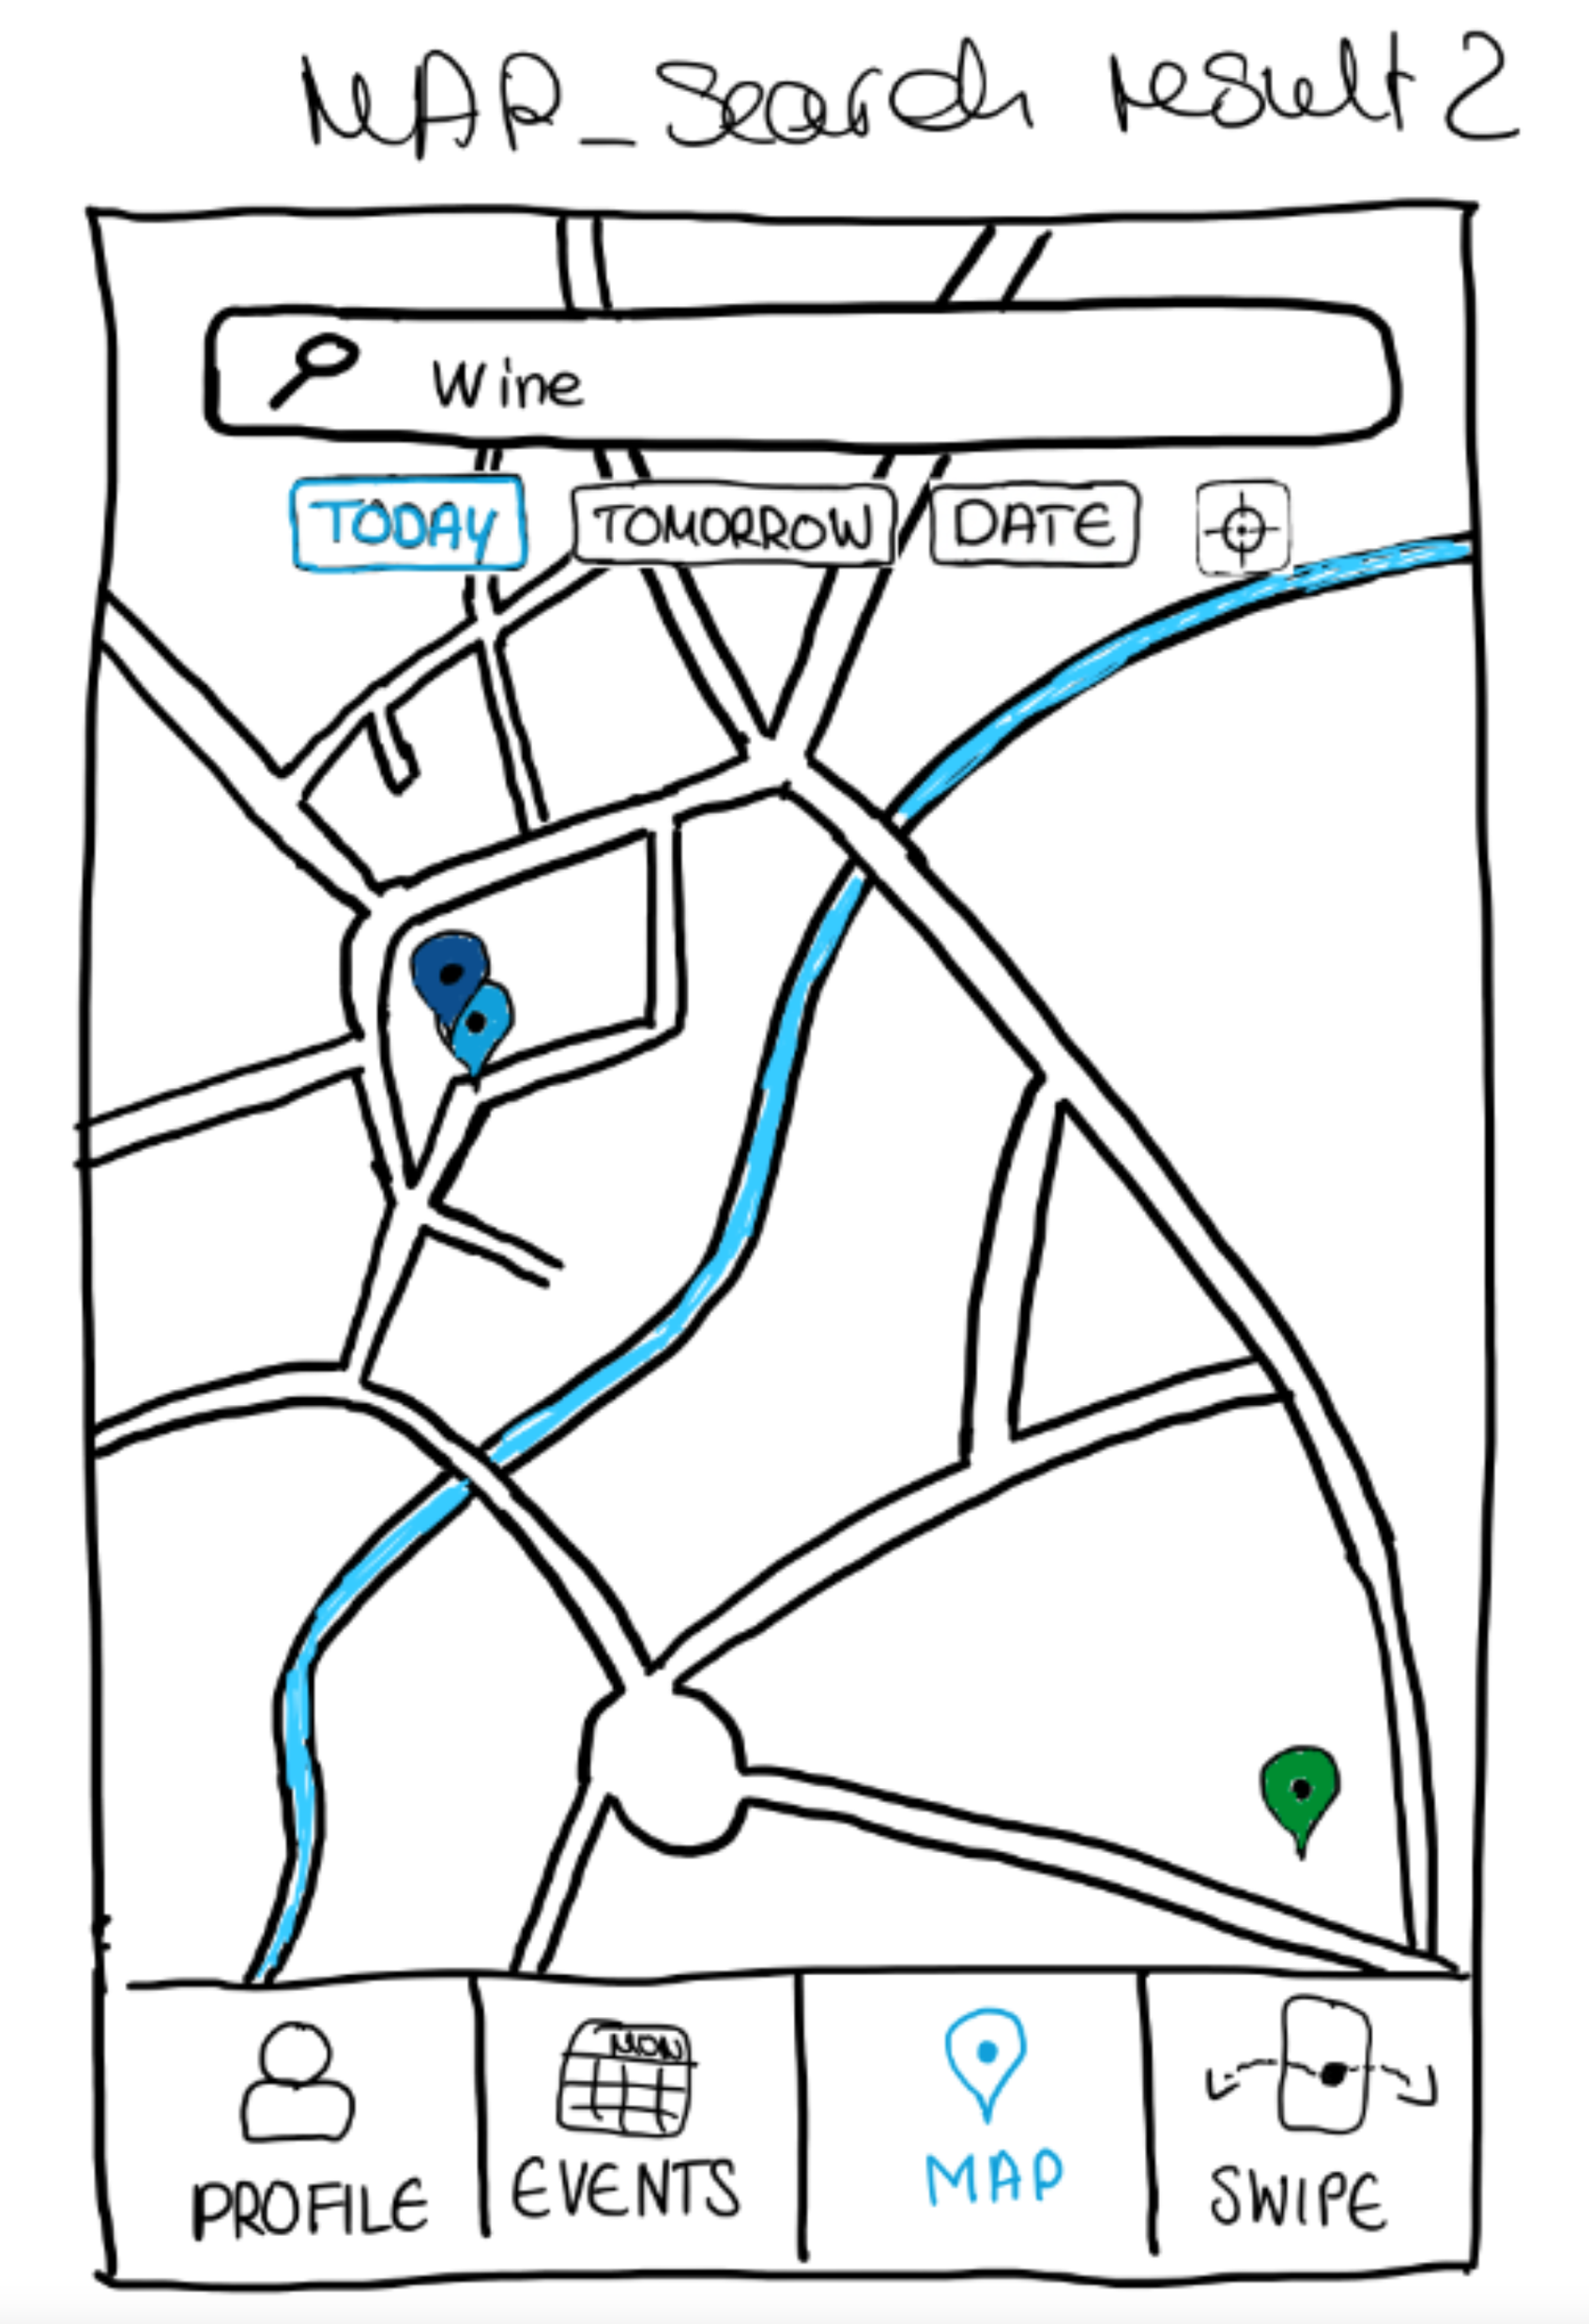 MAP_search result 2
Wine
TODAY TOMORROW DATE
MON
PROFILE EVENTS MAP SWIPE